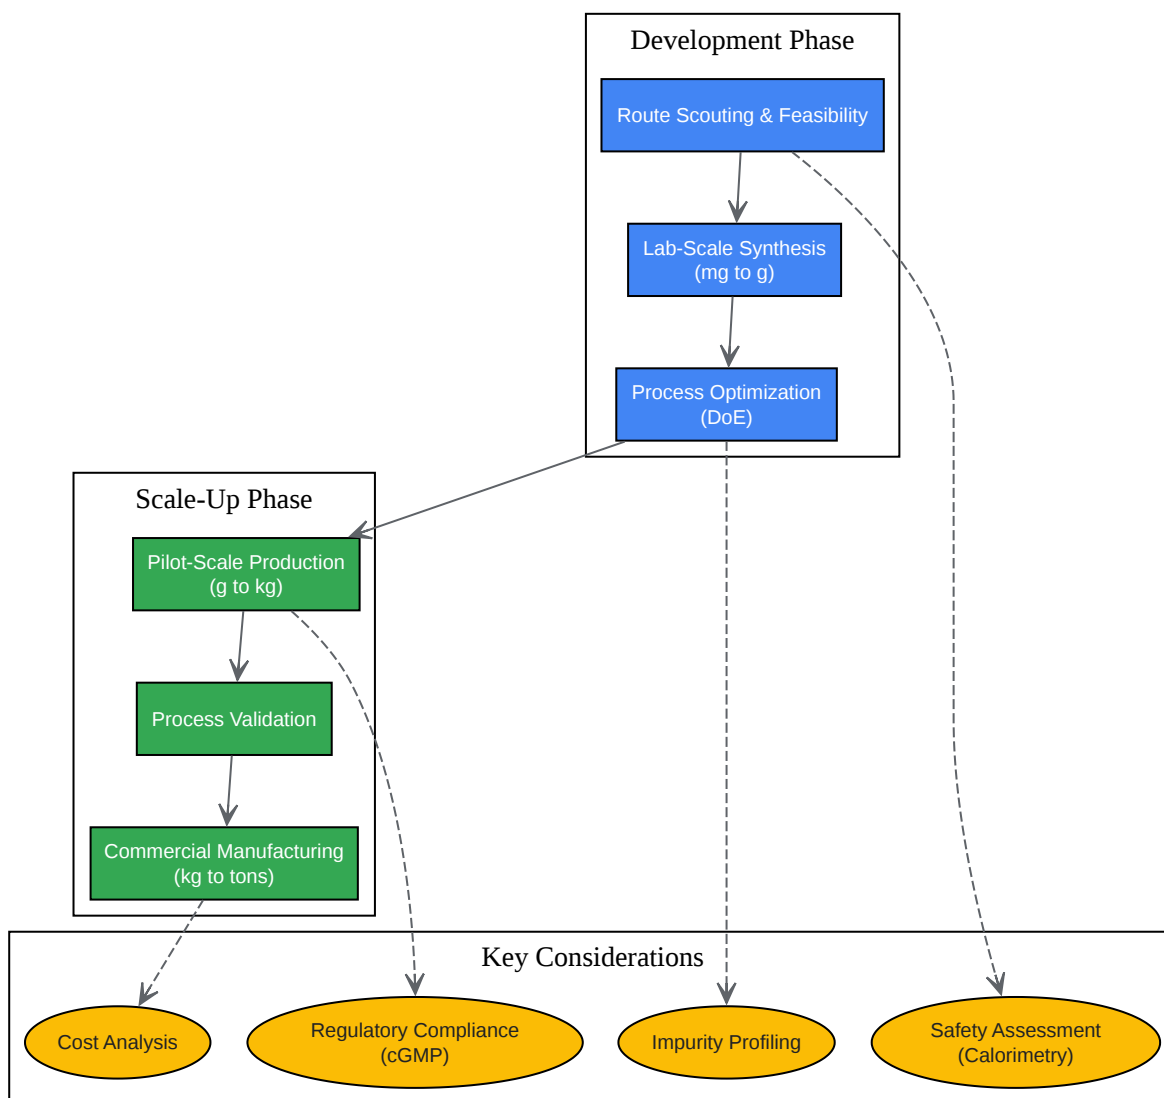 Development Phase
Route Scouting & Feasibility
Lab-Scale Synthesis
(mg to g)
Process Optimization
(DoE)
Scale-Up Phase
Pilot-Scale Production
(g to kg)
Process Validation
Commercial Manufacturing
(kg to tons)
Key Considerations
Cost Analysis
Regulatory Compliance
(cGMP)
Impurity Profiling
Safety Assessment
(Calorimetry)